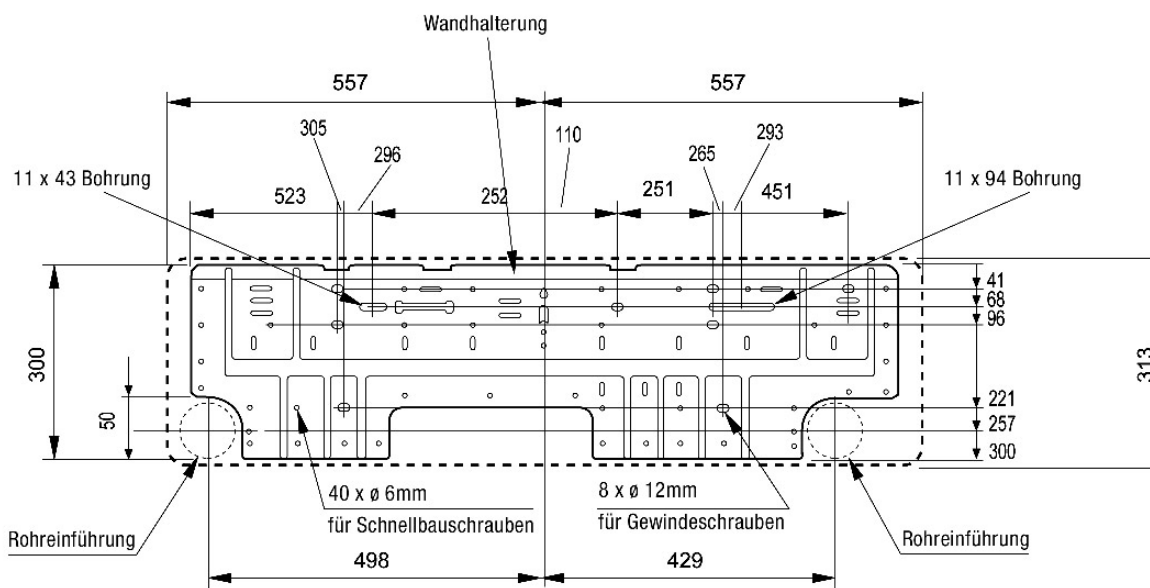 Wandhalterung
557
557
305
110
293
296
265
11 x 43 Bohrung
11 x 94 Bohrung
523
252
251
451
41
68
96
300
313
50
221
257
300
40 x ø 6mm
für Schnellbauschrauben
8 x ø 12mm
für Gewindeschrauben
Rohreinführung
Rohreinführung
498
429